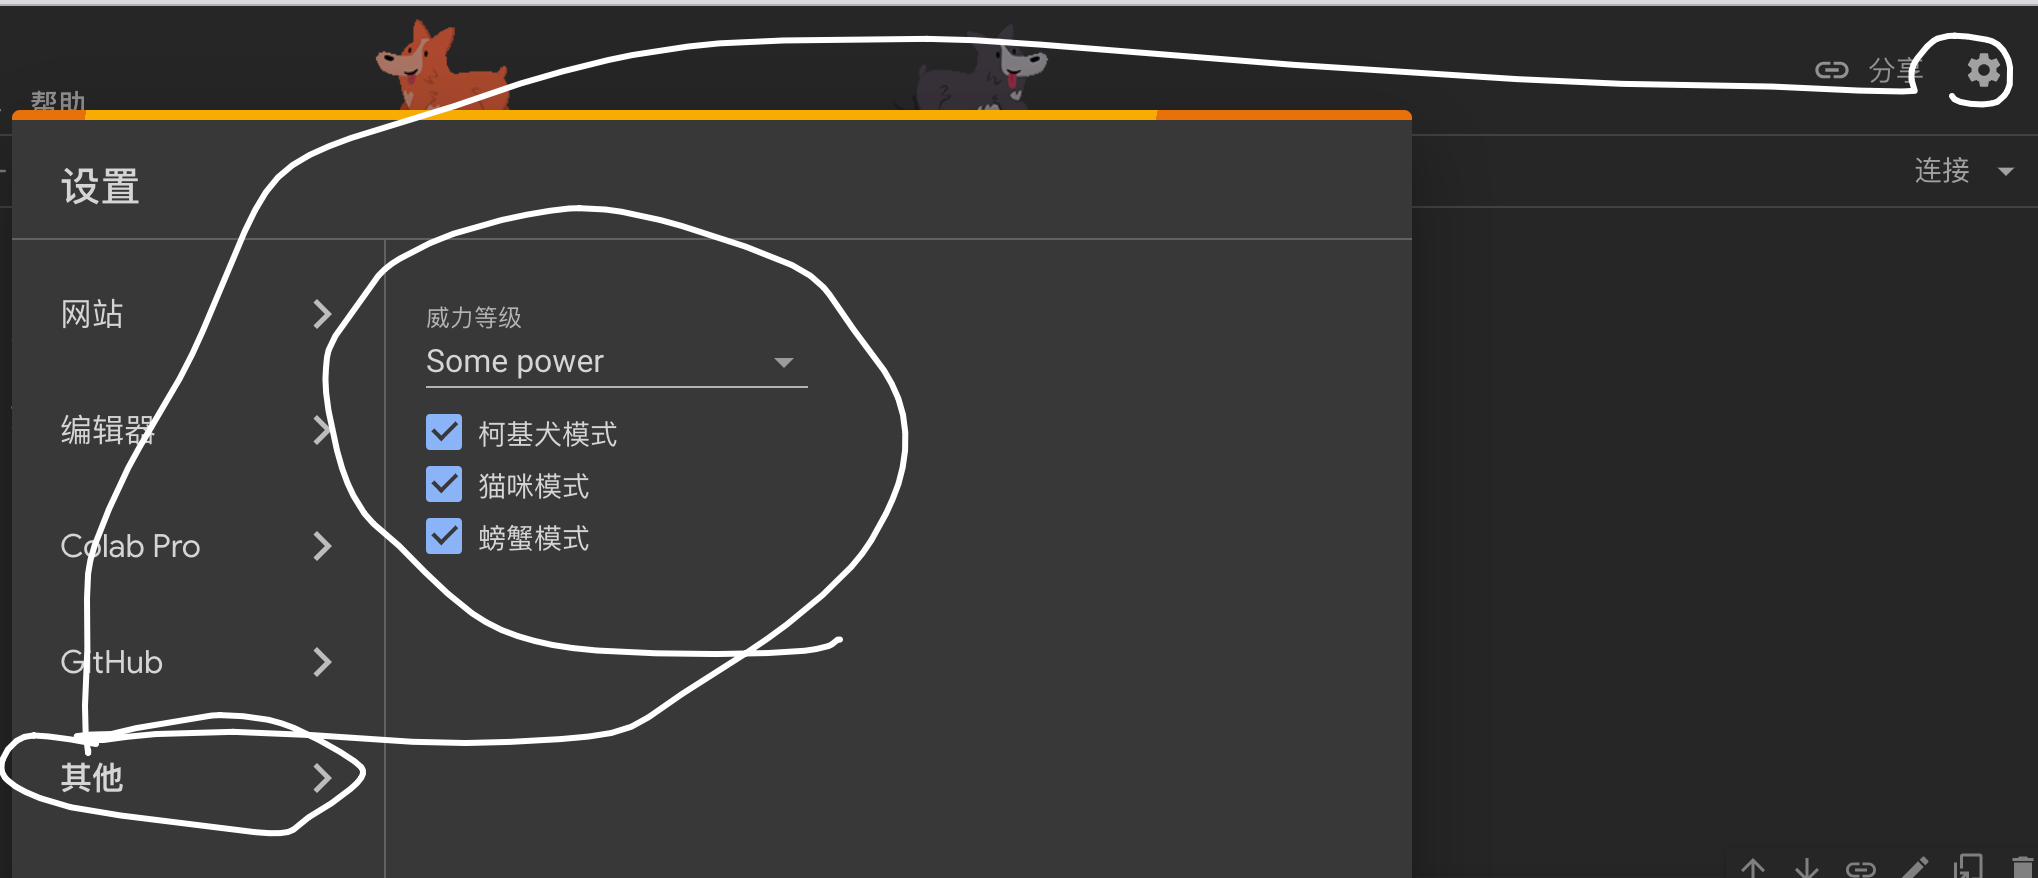 分享
帮助
连接
设置
网站
编辑器
Colab Pro
GitHub
其他
威力等级
Some power
柯基犬模式
猫咪模式
螃蟹模式